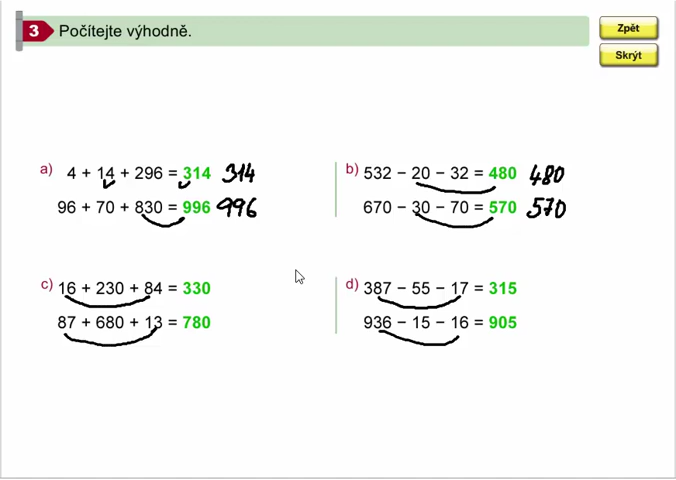 3 Počítejte výhodně.
Zpět
Skrýt
a) 4 + 14 + 296 = 314 314
96 + 70 + 830 = 996 996
b) 532 − 20 − 32 = 480 480
670 − 30 − 70 = 570 570
c) 16 + 230 + 84 = 330
87 + 680 + 13 = 780
d) 387 − 55 − 17 = 315
936 − 15 − 16 = 905